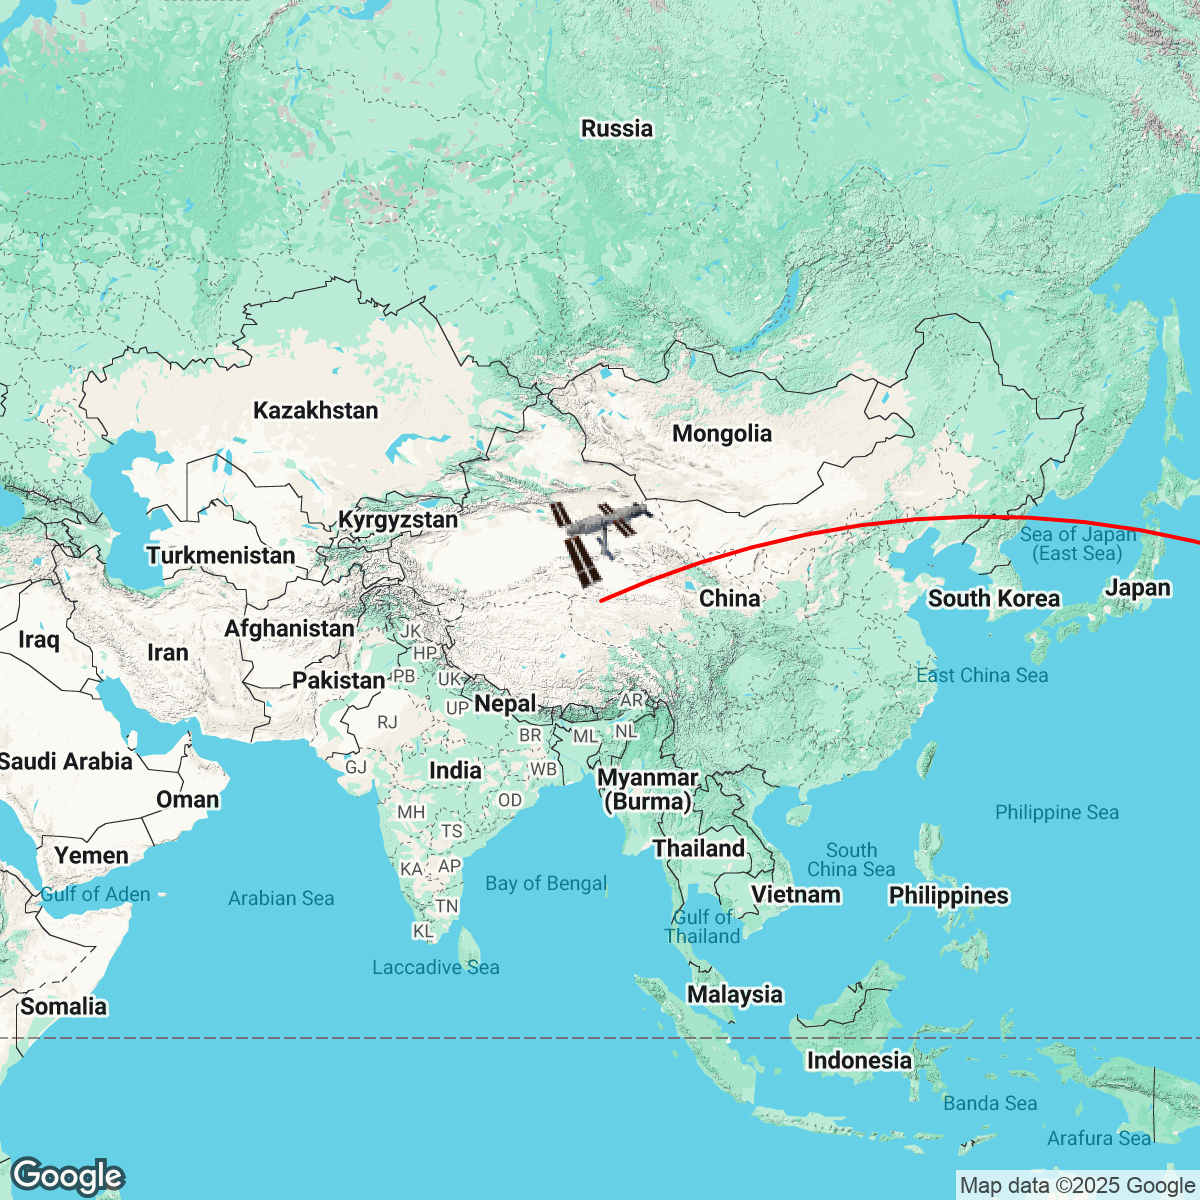 Russia
Kazakhstan
Mongolia
Kyrgyzstan
Sea of Japan
(East Sea)
Turkmenistan
Japan
China
South Korea
Afghanistan
JK
Iraq
Iran
HP
Pakistan
PB
UK
East China Sea
Nepal
AR
UP
RJ
NL
BR
ML
Saudi Arabia
GJ
India
WB
Myanmar
(Burma)
Oman
OD
MH
Philippine Sea
TS
Thailand
South
China Sea
Yemen
KA
AP
Bay of Bengal
Gulf of Aden
Arabian Sea
Vietnam
Philippines
TN
Gulf of
Thailand
KL
Laccadive Sea
Malaysia
Somalia
Indonesia
Banda Sea
Arafura Sea
Google
Map data ©2025 Google